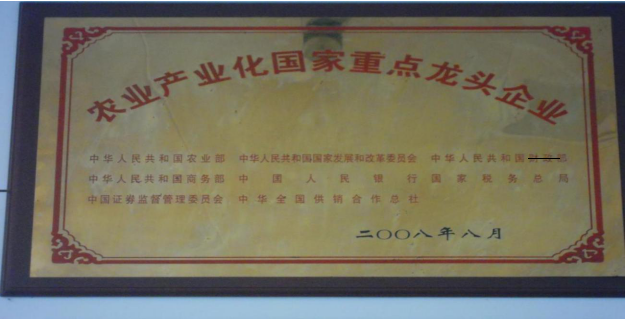 农业产业化国家重点龙头企业
中华人民共和国农业部 中华人民共和国国家发展和改革委员会 中华人民共和国财政部
中华人民共和国商务部 中国人民银行 国家税务总局
中国证券监督管理委员会 中华全国供销合作总社
二〇〇八年八月